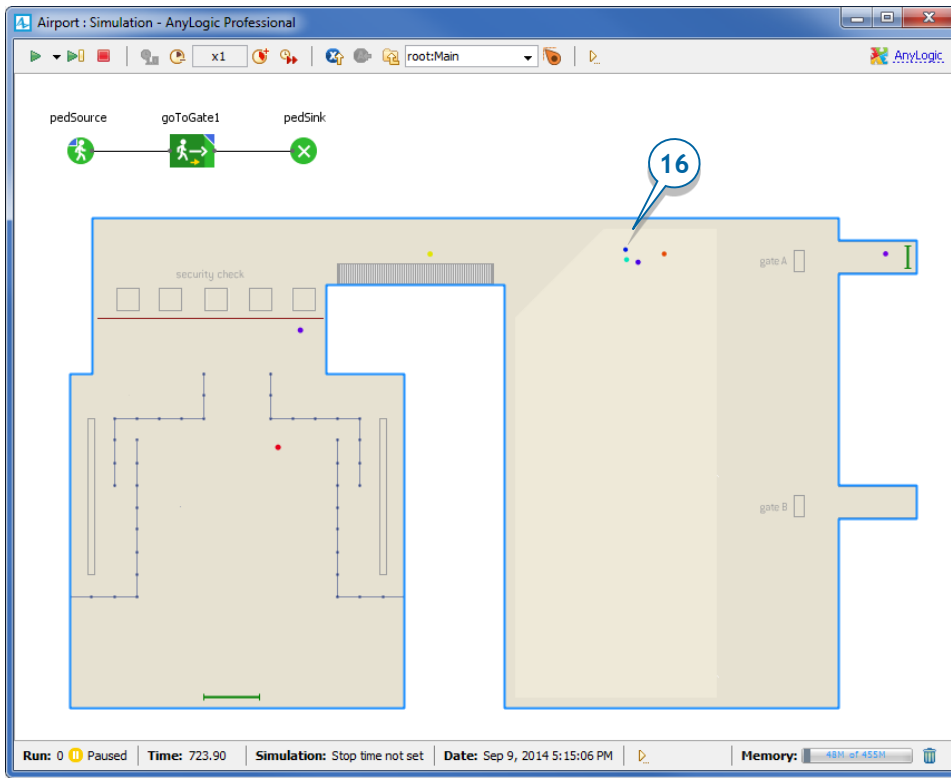 Airport : Simulation - AnyLogic Professional
x1 root:Main AnyLogic
pedSource goToGate1 pedSink
16
security check
gate A
gate B
Run: 0 Paused Time: 723.90 Simulation: Stop time not set Date: Sep 9, 2014 5:15:06 PM Memory: 48M of 455M